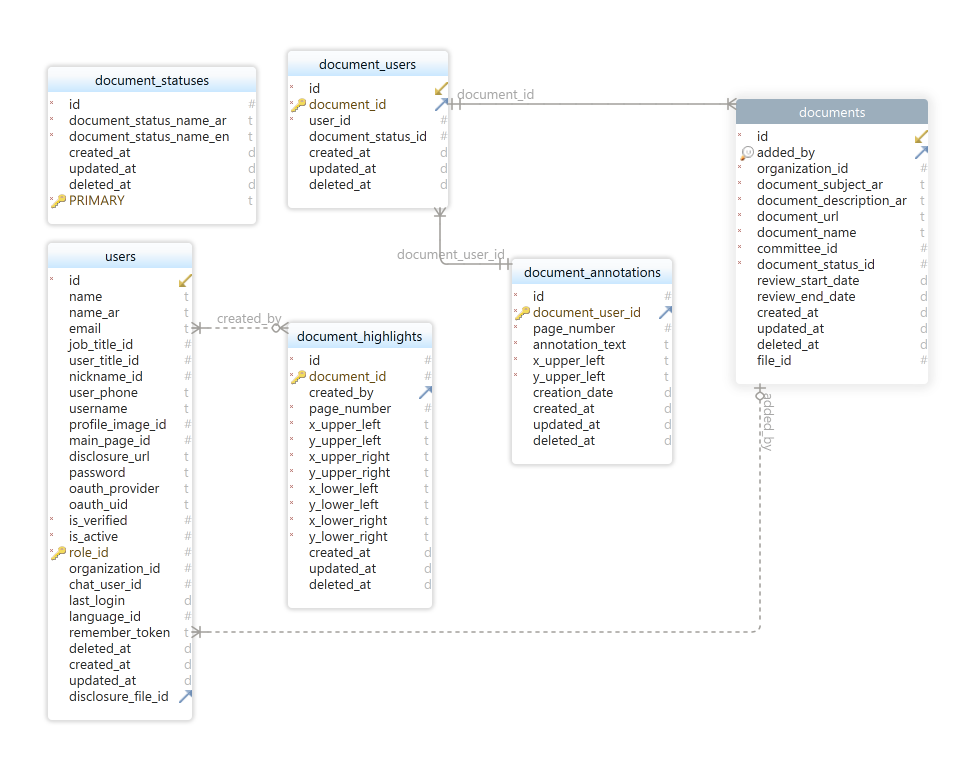 document_statuses
* id #
* document_status_name_ar t
* document_status_name_en t
created_at d
updated_at d
deleted_at d
* PRIMARY t
document_users
* id
* document_id
* user_id #
document_status_id #
created_at d
updated_at d
deleted_at d
document_id
documents
* id
added_by
* organization_id #
* document_subject_ar t
* document_description_ar t
* document_url t
* document_name t
* committee_id #
* document_status_id #
review_start_date d
review_end_date d
created_at d
updated_at d
deleted_at d
file_id #
users
* id
name t
name_ar t
email t
job_title_id #
user_title_id #
nickname_id #
user_phone t
username t
profile_image_id #
main_page_id #
disclosure_url t
password t
oauth_provider t
oauth_uid t
* is_verified #
* is_active #
* role_id #
organization_id #
chat_user_id #
last_login d
language_id #
remember_token t
deleted_at d
created_at d
updated_at d
disclosure_file_id
created_by
document_highlights
* id #
* document_id #
created_by
* page_number #
* x_upper_left t
* y_upper_left t
* x_upper_right t
* y_upper_right t
* x_lower_left t
* y_lower_left t
* x_lower_right t
* y_lower_right t
created_at d
updated_at d
deleted_at d
document_user_id
document_annotations
* id #
* document_user_id
* page_number #
* annotation_text t
* x_upper_left t
* y_upper_left t
creation_date d
created_at d
updated_at d
deleted_at d
added_by